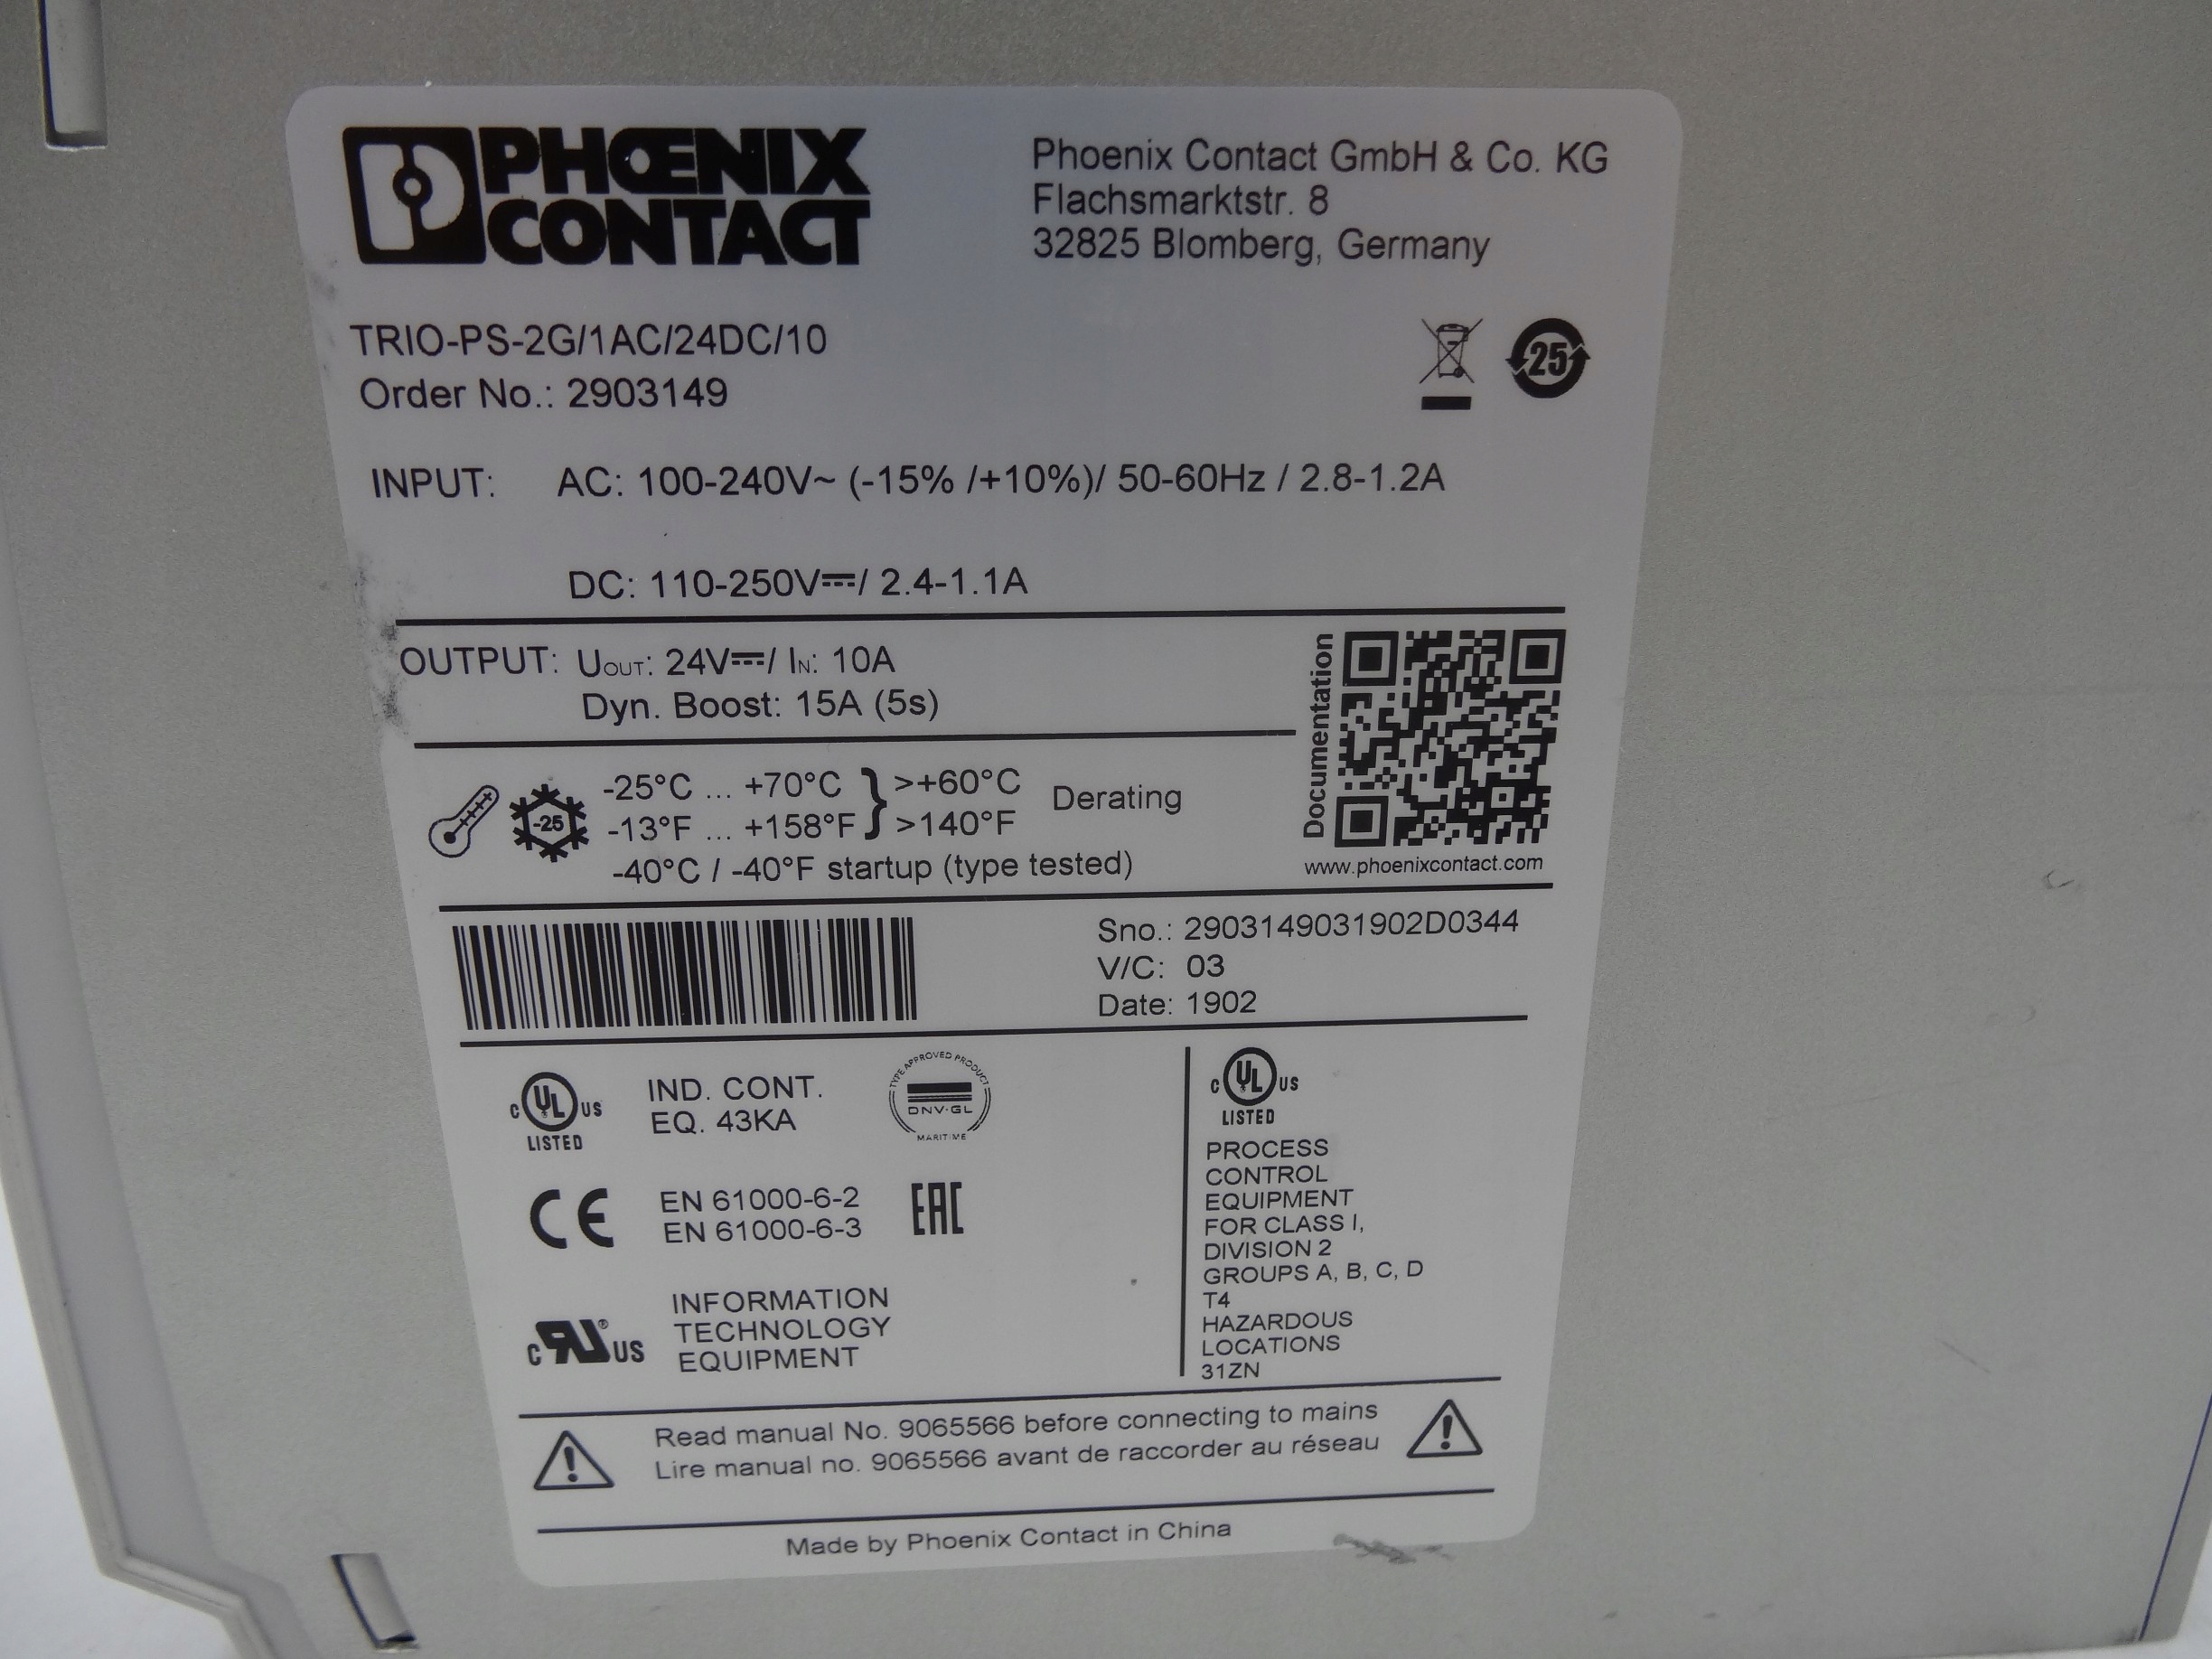 PHŒNIX
CONTACT
Phoenix Contact GmbH & Co. KG
Flachsmarktstr. 8
32825 Blomberg, Germany
TRIO-PS-2G/1AC/24DC/10
Order No.: 2903149
25
INPUT: AC: 100-240V~ (-15% /+10%)/ 50-60Hz / 2.8-1.2A
DC: 110-250V⎓/ 2.4-1.1A
OUTPUT: UOUT: 24V⎓/ IN: 10A
Dyn. Boost: 15A (5s)
Documentation
www.phoenixcontact.com
-25
-25°C ... +70°C } >+60°C Derating
-13°F ... +158°F } >140°F
-40°C / -40°F startup (type tested)
Sno.: 2903149031902D0344
V/C: 03
Date: 1902
C UL US
LISTED
IND. CONT.
EQ. 43KA
TYPE APPROVED PRODUCT
DNV·GL
MARITIME
CE
EN 61000-6-2
EN 61000-6-3
EAC
C RU® US
INFORMATION
TECHNOLOGY
EQUIPMENT
C UL US
LISTED
PROCESS
CONTROL
EQUIPMENT
FOR CLASS I,
DIVISION 2
GROUPS A, B, C, D
T4
HAZARDOUS
LOCATIONS
31ZN
Read manual No. 9065566 before connecting to mains
Lire manual no. 9065566 avant de raccorder au réseau
Made by Phoenix Contact in China